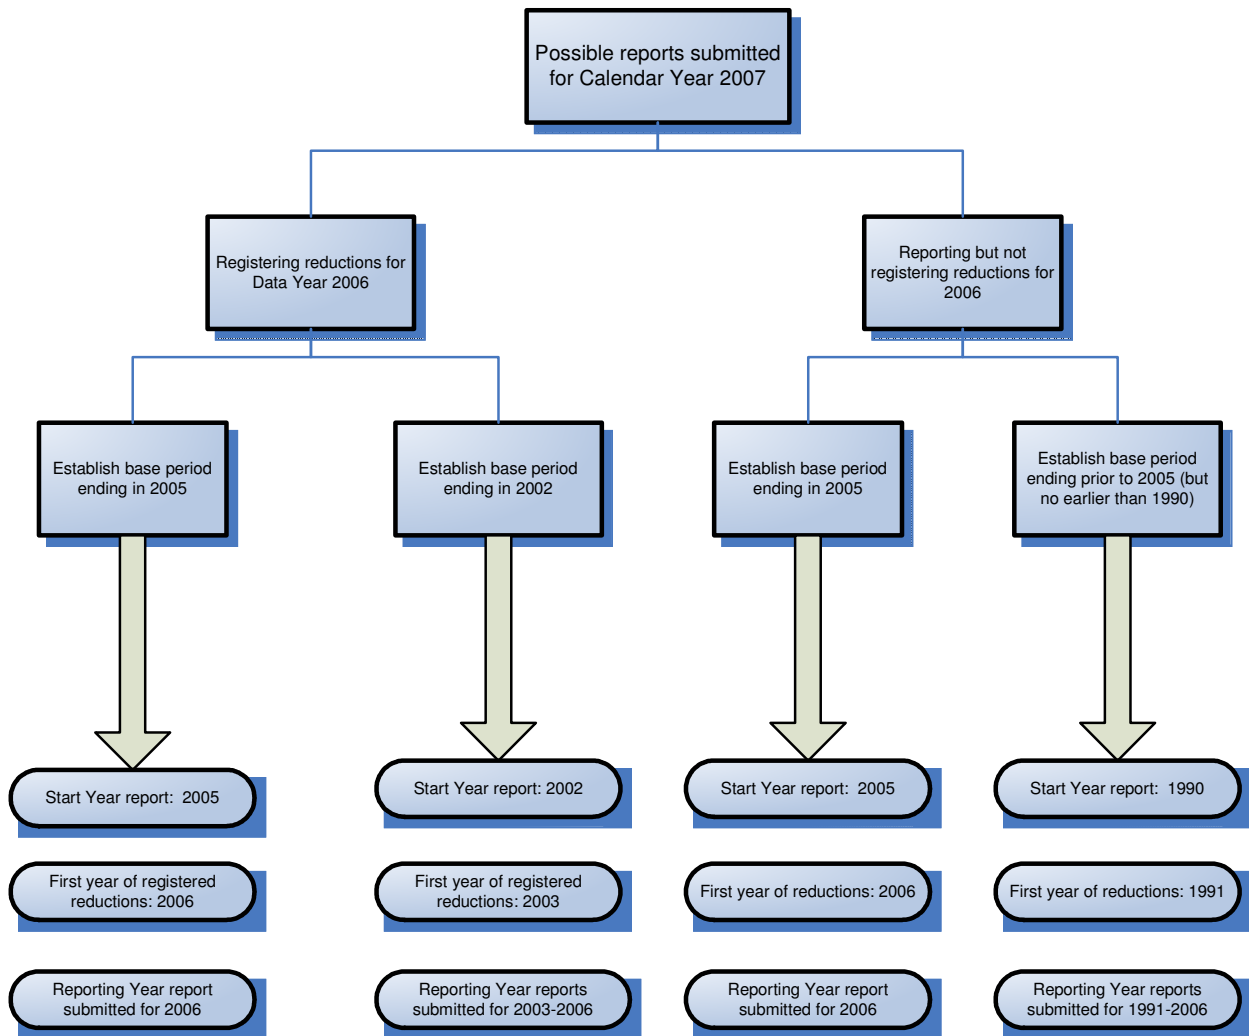 Possible reports submitted
for Calendar Year 2007
Registering reductions for
Data Year 2006
Reporting but not
registering reductions for
2006
Establish base period
ending in 2005
Establish base period
ending in 2002
Establish base period
ending in 2005
Establish base period
ending prior to 2005 (but
no earlier than 1990)
Start Year report: 2005
Start Year report: 2002
Start Year report: 2005
Start Year report: 1990
First year of registered
reductions: 2006
First year of registered
reductions: 2003
First year of reductions: 2006
First year of reductions: 1991
Reporting Year report
submitted for 2006
Reporting Year reports
submitted for 2003-2006
Reporting Year report
submitted for 2006
Reporting Year reports
submitted for 1991-2006